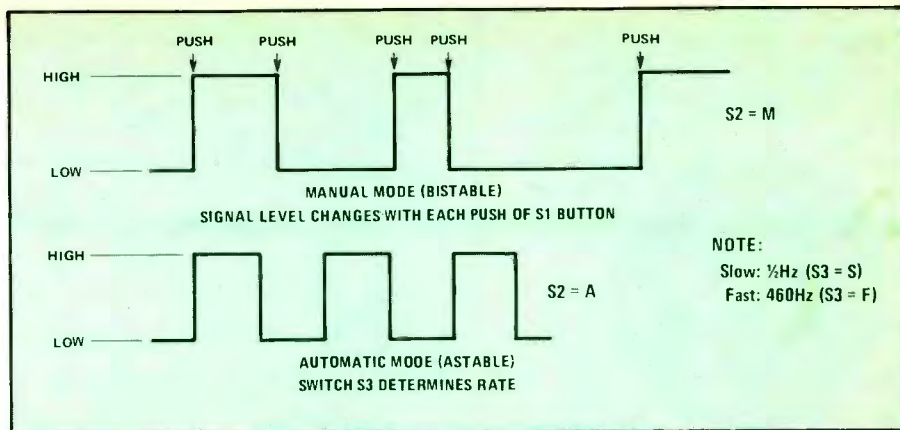 PUSH PUSH PUSH PUSH PUSH
HIGH
S2 = M
LOW
MANUAL MODE (BISTABLE)
SIGNAL LEVEL CHANGES WITH EACH PUSH OF S1 BUTTON
HIGH
S2 = A
LOW
AUTOMATIC MODE (ASTABLE)
SWITCH S3 DETERMINES RATE
NOTE:
Slow: ½Hz (S3 = S)
Fast: 460Hz (S3 = F)